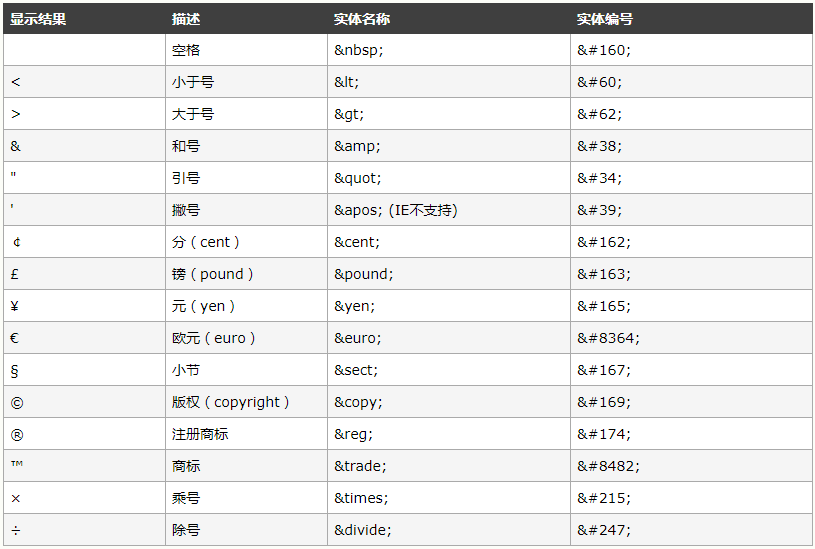 显示结果 描述 实体名称 实体编号
空格 &nbsp; &#160;
< 小于号 &lt; &#60;
> 大于号 &gt; &#62;
& 和号 &amp; &#38;
" 引号 &quot; &#34;
' 撇号 &apos; (IE不支持) &#39;
¢ 分（cent） &cent; &#162;
£ 镑（pound） &pound; &#163;
¥ 元（yen） &yen; &#165;
€ 欧元（euro） &euro; &#8364;
§ 小节 &sect; &#167;
© 版权（copyright） &copy; &#169;
® 注册商标 &reg; &#174;
™ 商标 &trade; &#8482;
× 乘号 &times; &#215;
÷ 除号 &divide; &#247;